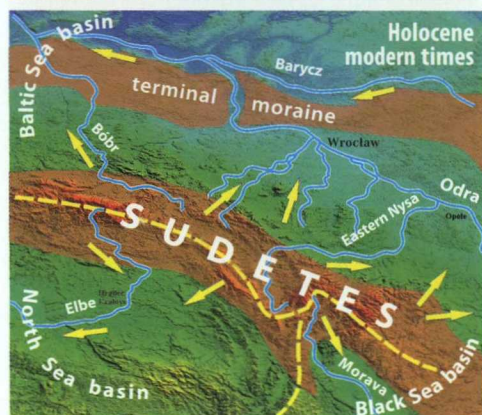 Holocene
modern times
Baltic Sea basin
Barycz
terminal moraine
Bóbr
Wrocław
Odra
Opole
Eastern Nysa
SUDETES
Elbe
North Sea basin
Morava
Black Sea basin